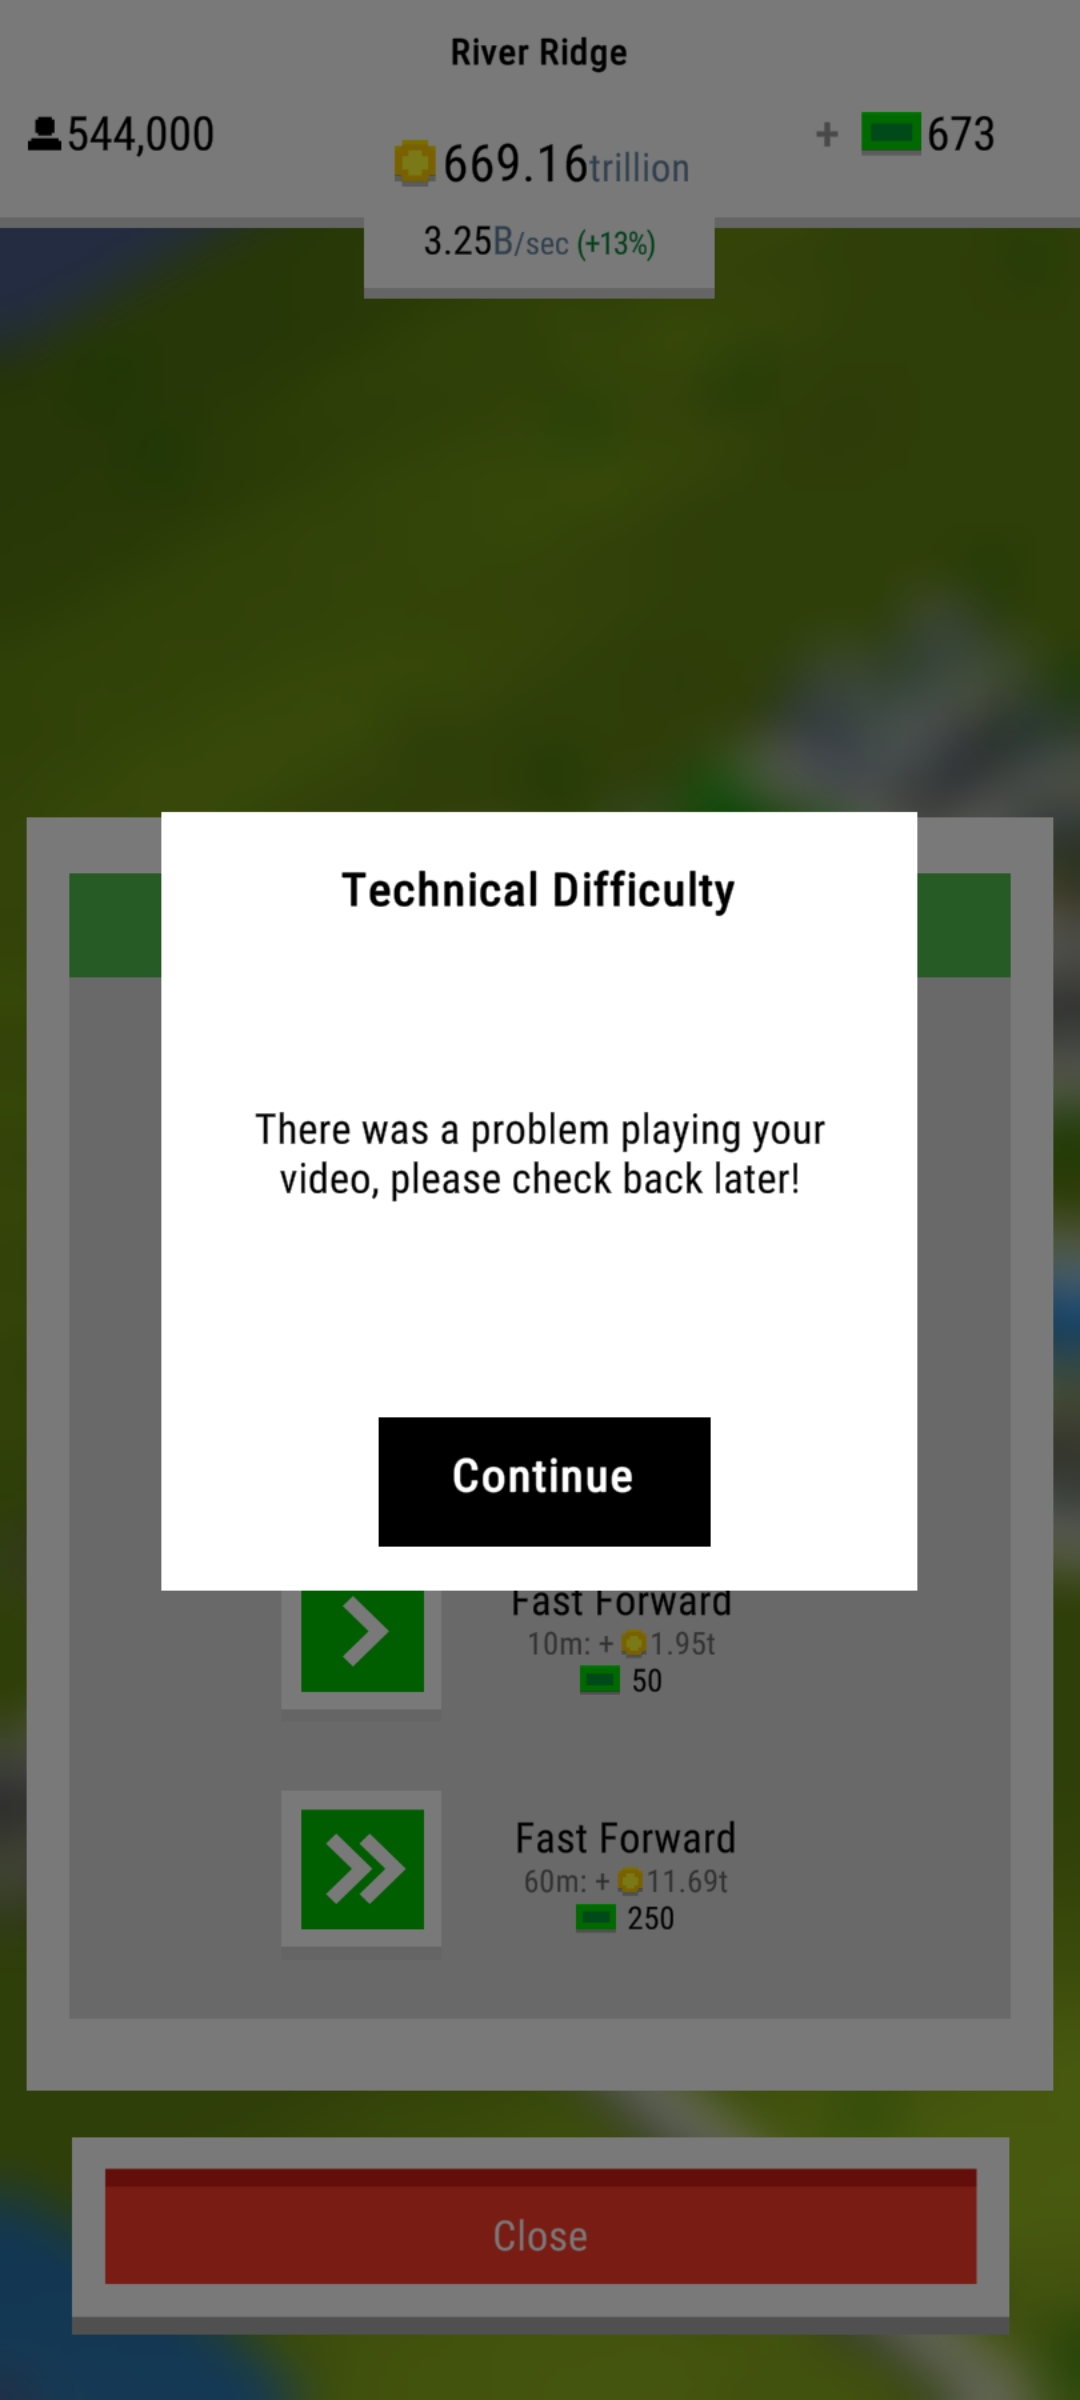 River Ridge
544,000
669.16trillion
+ 673
3.25B/sec (+13%)
Technical Difficulty
There was a problem playing your
video, please check back later!
Continue
Fast Forward
10m: + 1.95t
50
Fast Forward
60m: + 11.69t
250
Close